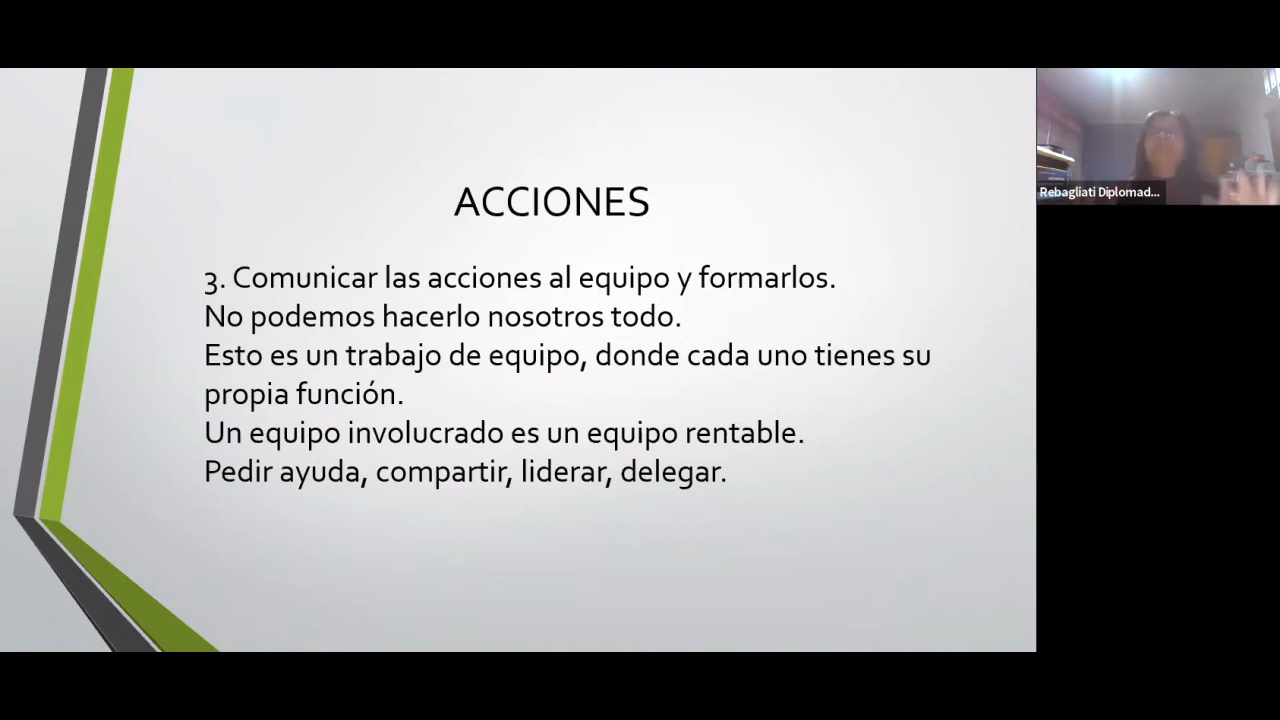 ACCIONES
3. Comunicar las acciones al equipo y formarlos.
No podemos hacerlo nosotros todo.
Esto es un trabajo de equipo, donde cada uno tienes su
propia función.
Un equipo involucrado es un equipo rentable.
Pedir ayuda, compartir, liderar, delegar.
Rebagliati Diplomad...